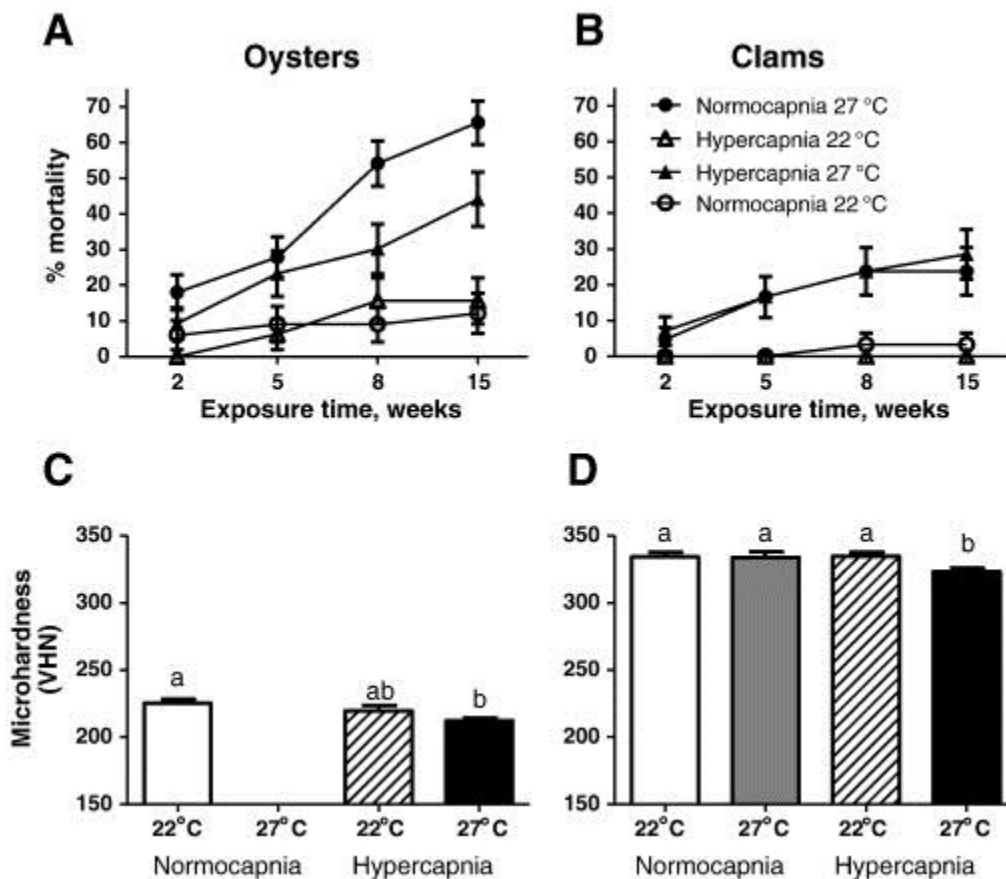 A
Oysters
% mortality
70
60
50
40
30
20
10
0
2 5 8 15
Exposure time, weeks
B
Clams
70
60
50
40
30
20
10
0
Normocapnia 27 °C
Hypercapnia 22 °C
Hypercapnia 27 °C
Normocapnia 22 °C
2 5 8 15
Exposure time, weeks
C
Microhardness
(VHN)
350
300
250
200
150
a ab b
22°C 27°C 22°C 27°C
Normocapnia Hypercapnia
D
350
300
250
200
150
a a a b
22°C 27°C 22°C 27°C
Normocapnia Hypercapnia